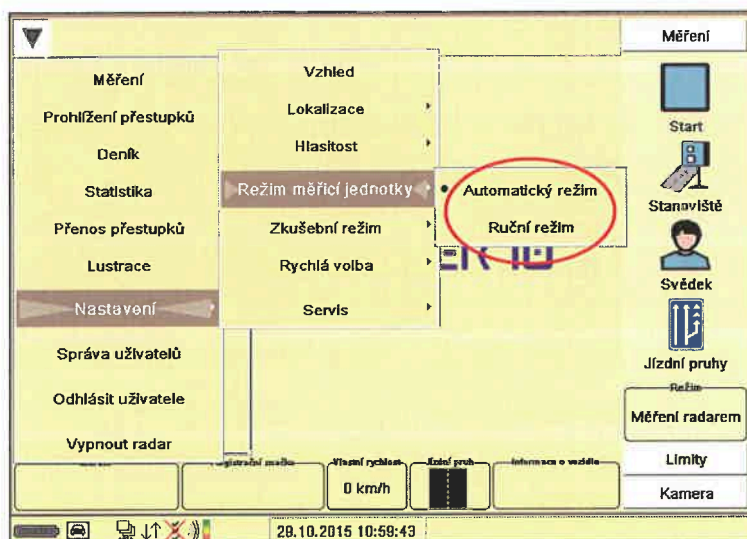 Měření
Prohlížení přestupků
Deník
Statistika
Přenos přestupků
Lustrace
Nastavení
Správa uživatelů
Odhlásit uživatele
Vypnout radar
Vzhled
Lokalizace
Hlasitost
Režim měřicí jednotky
Zkušební režim
Rychlá volba
Servis
Automatický režim
Ruční režim
Měření
Start
Stanoviště
Svědek
Jízdní pruhy
Režim
Měření radarem
Limity
Kamera
Vlastní rychlost
0 km/h
Jízdní pruh
Informace o vozidle
28.10.2015 10:59:43